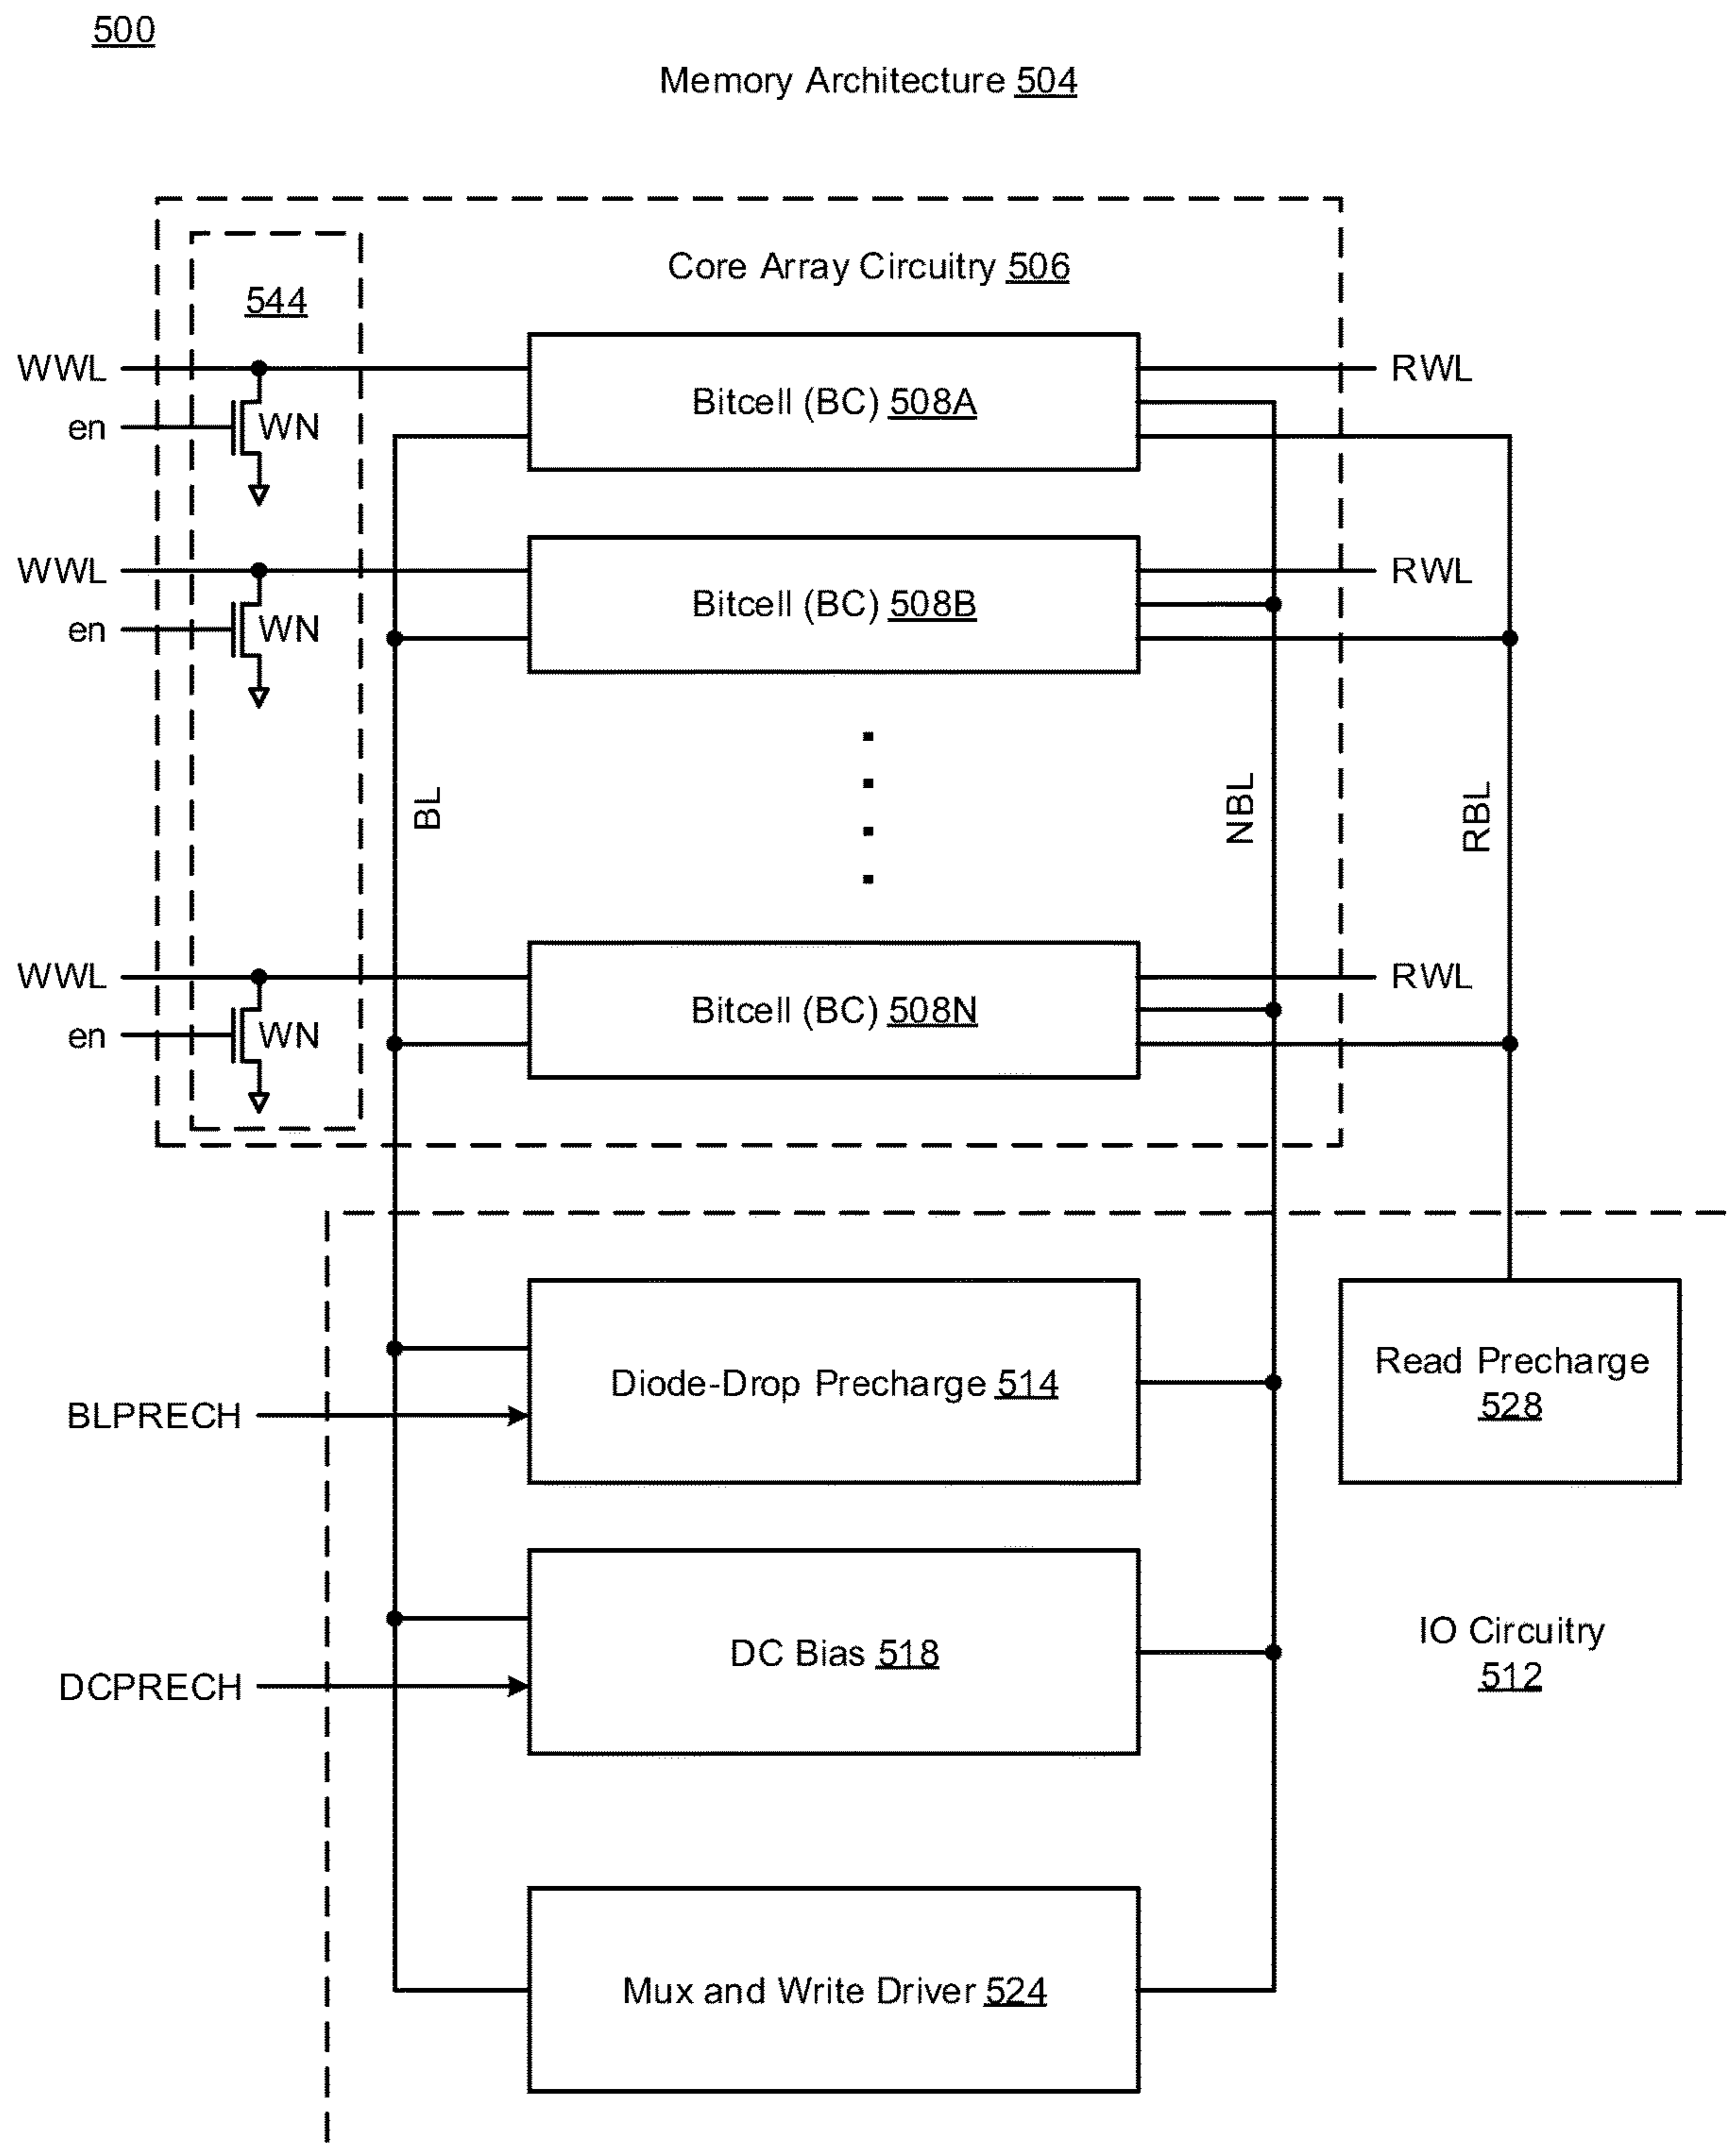 500
Memory Architecture 504
Core Array Circuitry 506
544
WWL
Bitcell (BC) 508A
RWL
en
WN
WWL
Bitcell (BC) 508B
RWL
en
WN
BL
NBL
RBL
WWL
Bitcell (BC) 508N
RWL
en
WN
Diode-Drop Precharge 514
Read Precharge
528
BLPRECH
DC Bias 518
IO Circuitry
512
DCPRECH
Mux and Write Driver 524